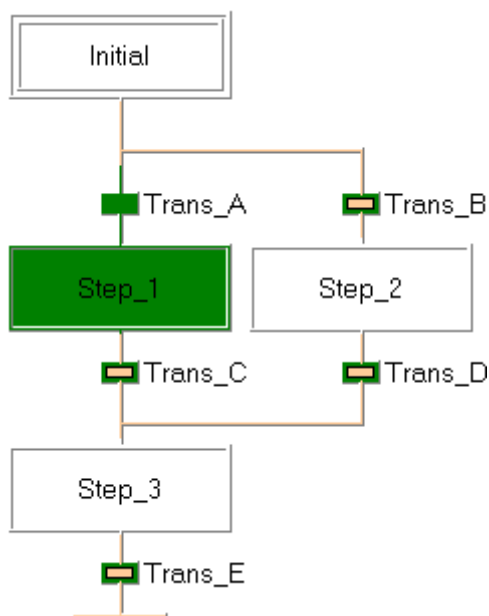 Initial
Trans_A
Trans_B
Step_1
Step_2
Trans_C
Trans_D
Step_3
Trans_E